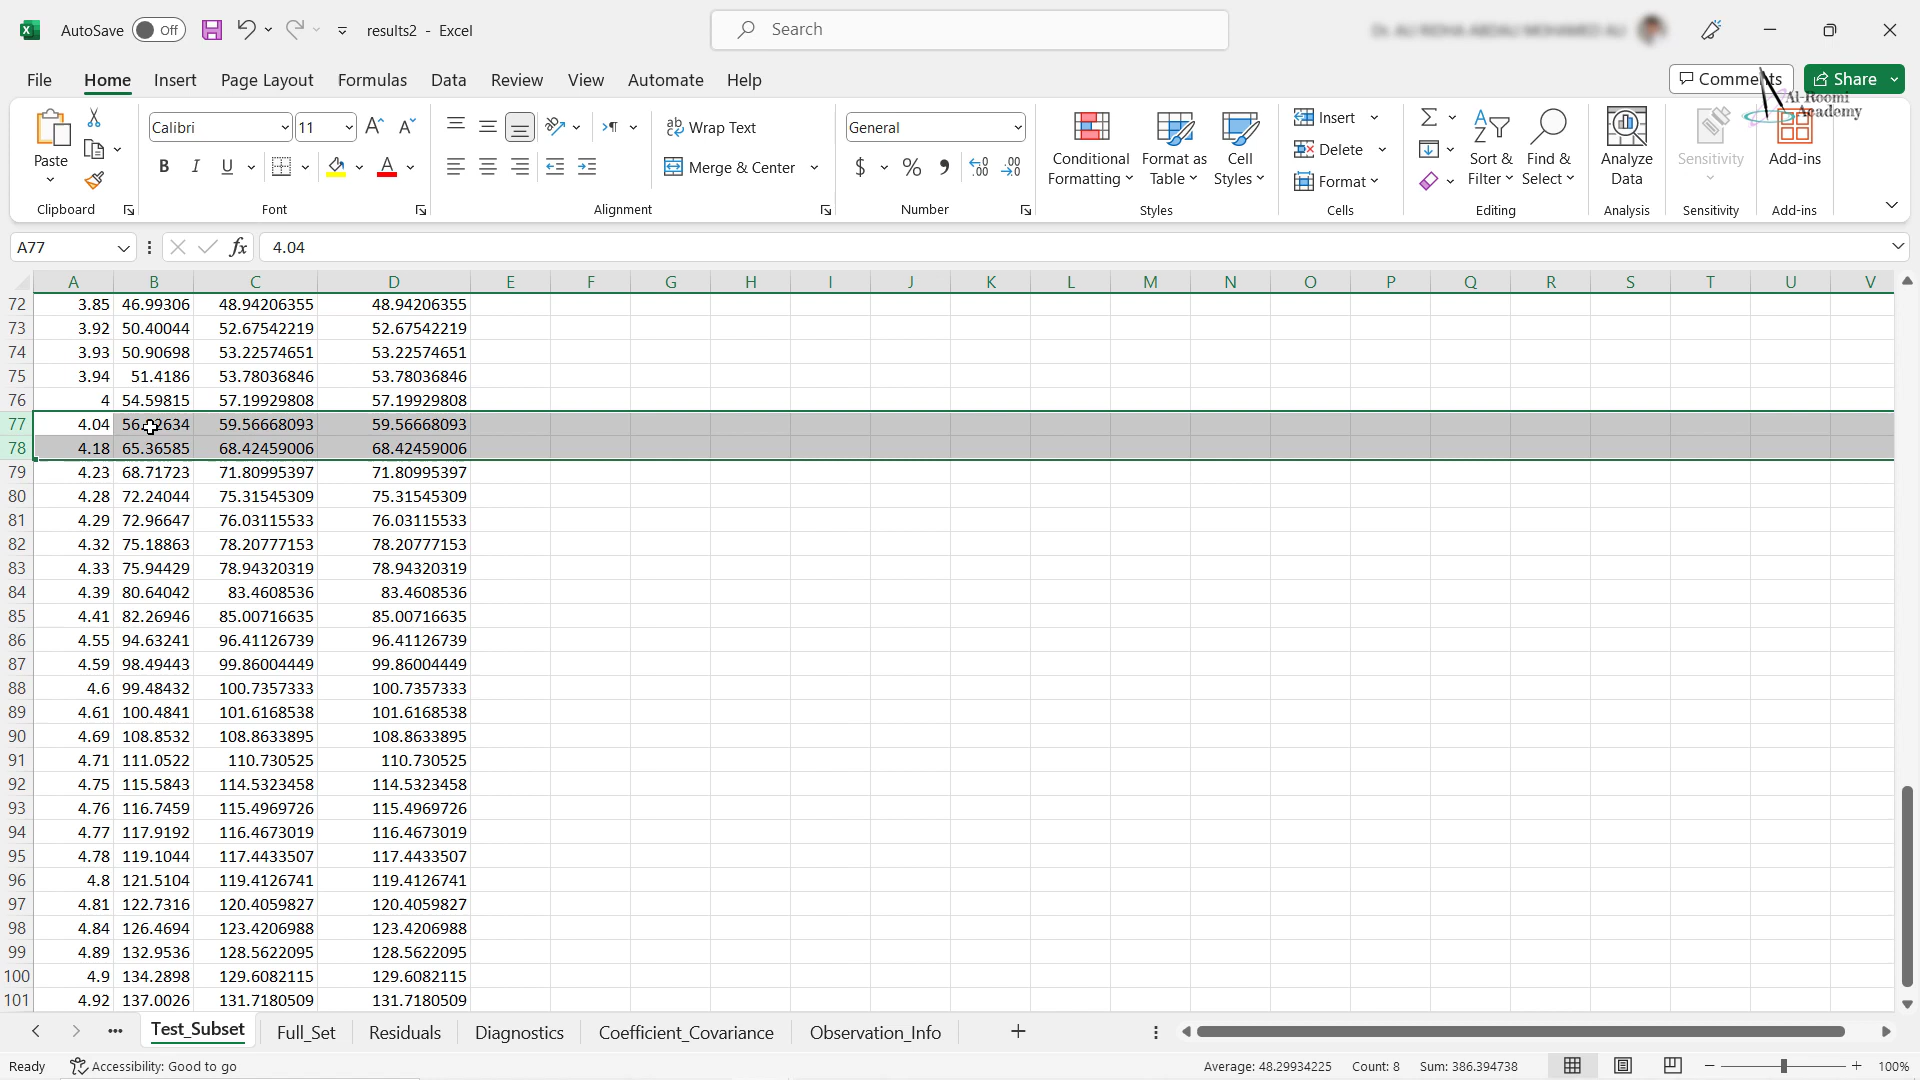 AutoSave Off results2 - Excel Search
File Home Insert Page Layout Formulas Data Review View Automate Help Comments Share
Al-Roomi
Academy
Paste Clipboard
Calibri 11 B I U Font
Wrap Text
Merge & Center
Alignment
General
$ % Number
Conditional Formatting Format as Table Cell Styles
Styles
Insert
Delete
Format
Cells
Sort & Filter Find & Select
Editing
Analyze Data
Analysis
Sensitivity
Sensitivity
Add-ins
Add-ins
A77 fx 4.04
A B C D E F G H I J K L M N O P Q R S T U V
72 3.85 46.99306 48.94206355 48.94206355
73 3.92 50.40044 52.67542219 52.67542219
74 3.93 50.90698 53.22574651 53.22574651
75 3.94 51.4186 53.78036846 53.78036846
76 4 54.59815 57.19929808 57.19929808
77 4.04 59.56668093 59.56668093
78 4.18 65.36585 68.42459006 68.42459006
79 4.23 68.71723 71.80995397 71.80995397
80 4.28 72.24044 75.31545309 75.31545309
81 4.29 72.96647 76.03115533 76.03115533
82 4.32 75.18863 78.20777153 78.20777153
83 4.33 75.94429 78.94320319 78.94320319
84 4.39 80.64042 83.4608536 83.4608536
85 4.41 82.26946 85.00716635 85.00716635
86 4.55 94.63241 96.41126739 96.41126739
87 4.59 98.49443 99.86004449 99.86004449
88 4.6 99.48432 100.7357333 100.7357333
89 4.61 100.4841 101.6168538 101.6168538
90 4.69 108.8532 108.8633895 108.8633895
91 4.71 111.0522 110.730525 110.730525
92 4.75 115.5843 114.5323458 114.5323458
93 4.76 116.7459 115.4969726 115.4969726
94 4.77 117.9192 116.4673019 116.4673019
95 4.78 119.1044 117.4433507 117.4433507
96 4.8 121.5104 119.4126741 119.4126741
97 4.81 122.7316 120.4059827 120.4059827
98 4.84 126.4694 123.4206988 123.4206988
99 4.89 132.9536 128.5622095 128.5622095
100 4.9 134.2898 129.6082115 129.6082115
101 4.92 137.0026 131.7180509 131.7180509
Test_Subset Full_Set Residuals Diagnostics Coefficient_Covariance Observation_Info
Ready Accessibility: Good to go Average: 48.29934225 Count: 8 Sum: 386.394738 100%